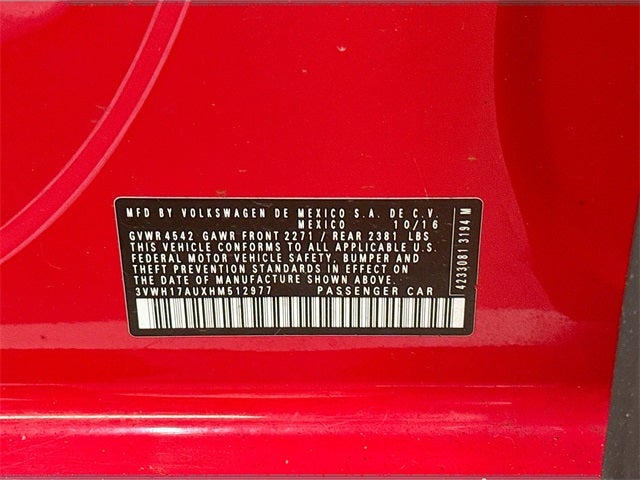 MFD BY VOLKSWAGEN DE MEXICO S.A. DE C.V.
MEXICO 10/16
GVWR 4542 GAWR FRONT 2271 / REAR 2381 LBS
THIS VEHICLE CONFORMS TO ALL APPLICABLE U.S.
FEDERAL MOTOR VEHICLE SAFETY, BUMPER AND
THEFT PREVENTION STANDARDS IN EFFECT ON
THE DATE OF MANUFACTURE SHOWN ABOVE.
3VWH17AUXHM512977 PASSENGER CAR
4233081 3194 M